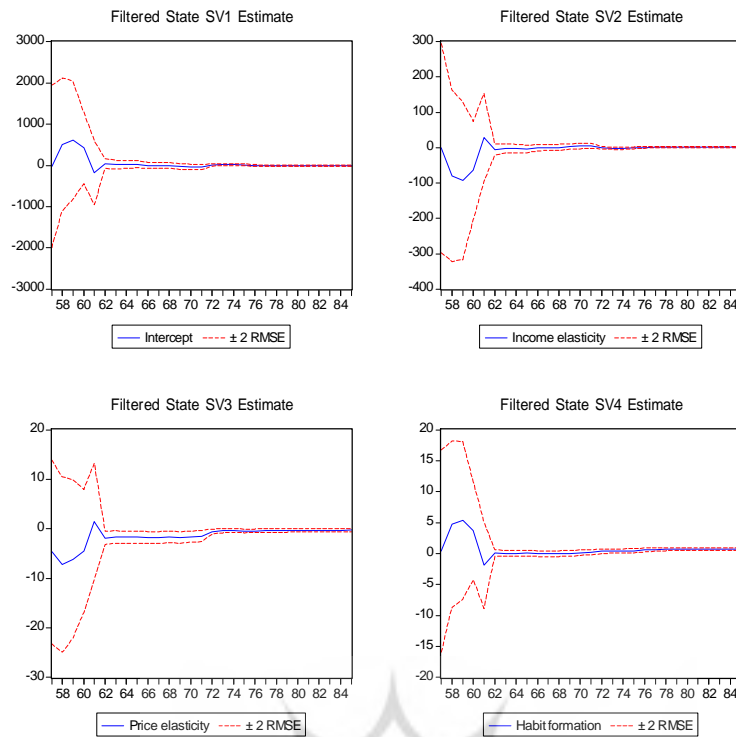 Filtered State SV1 Estimate
3000
2000
1000
0
-1000
-2000
-3000
58 60 62 64 66 68 70 72 74 76 78 80 82 84
Intercept ± 2 RMSE
Filtered State SV2 Estimate
300
200
100
0
-100
-200
-300
-400
58 60 62 64 66 68 70 72 74 76 78 80 82 84
Income elasticity ± 2 RMSE
Filtered State SV3 Estimate
20
10
0
-10
-20
-30
58 60 62 64 66 68 70 72 74 76 78 80 82 84
Price elasticity ± 2 RMSE
Filtered State SV4 Estimate
20
15
10
5
0
-5
-10
-15
-20
58 60 62 64 66 68 70 72 74 76 78 80 82 84
Habit formation ± 2 RMSE